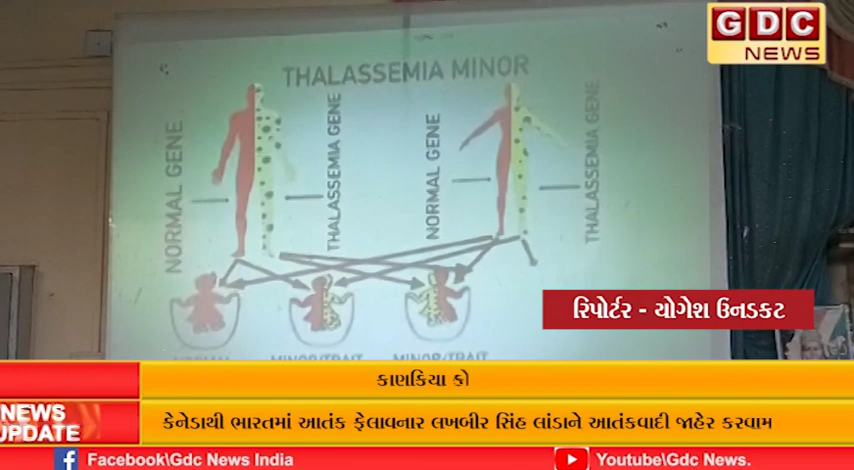 GDC
NEWS
THALASSEMIA MINOR
NORMAL GENE
THALASSEMIA GENE
NORMAL GENE
THALASSEMIA GENE
NORMAL
MINOR/TRAIT
MINOR/TRAIT
રિપોર્ટર - યોગેશ ઉનડકટ
કાણકિયા કો
NEWS
UPDATE
કેનેડાથી ભારતમાં આતંક ફેલાવનાર લખબીર સિંહ લાંડાને આતંકવાદી જાહેર કરવામ
Facebook\Gdc News India
Youtube\Gdc News.